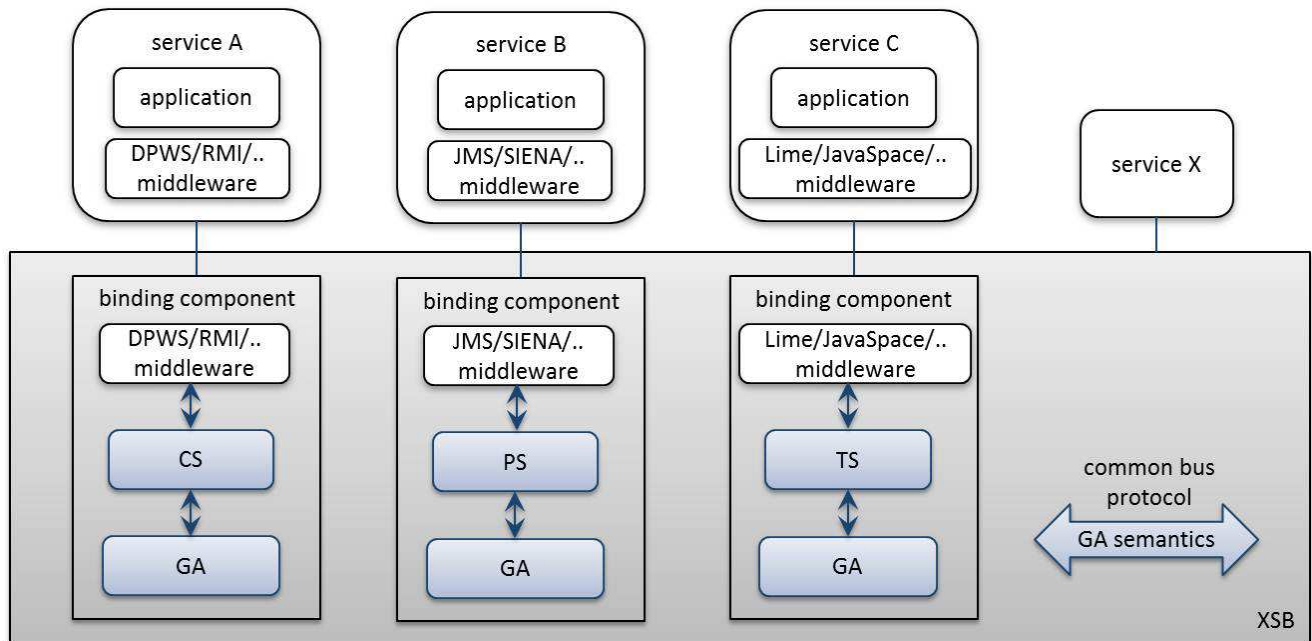 service A
application
DPWS/RMI/..
middleware
service B
application
JMS/SIENA/..
middleware
service C
application
Lime/JavaSpace/..
middleware
service X
binding component
DPWS/RMI/..
middleware
CS
GA
binding component
JMS/SIENA/..
middleware
PS
GA
binding component
Lime/JavaSpace/..
middleware
TS
GA
common bus
protocol
GA semantics
XSB